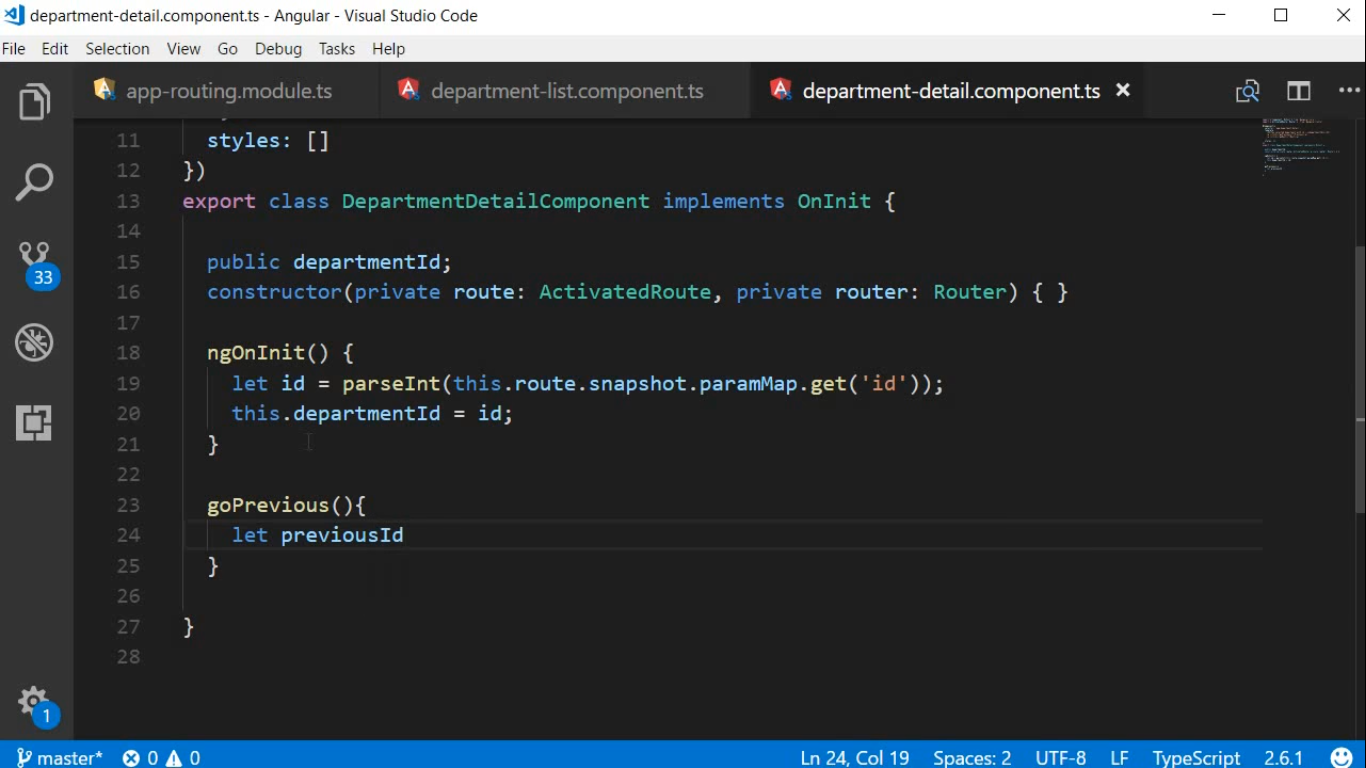 department-detail.component.ts - Angular - Visual Studio Code
File Edit Selection View Go Debug Tasks Help
app-routing.module.ts department-list.component.ts department-detail.component.ts
11 styles: []
12 })
13 export class DepartmentDetailComponent implements OnInit {
14
15 public departmentId;
16 constructor(private route: ActivatedRoute, private router: Router) { }
17
18 ngOnInit() {
19 let id = parseInt(this.route.snapshot.paramMap.get('id'));
20 this.departmentId = id;
21 }
22
23 goPrevious(){
24 let previousId
25 }
26
27 }
28
33
1
master* 0 0 Ln 24, Col 19 Spaces: 2 UTF-8 LF TypeScript 2.6.1